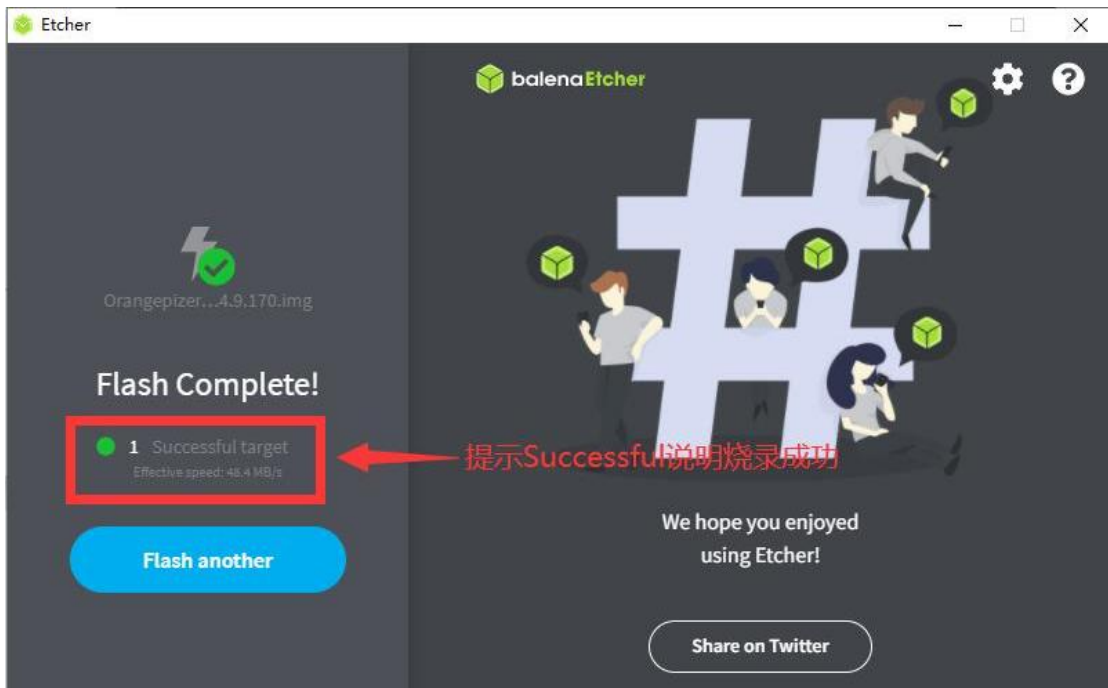 Etcher
balenaEtcher
Orangepizer...4.9.170.img
Flash Complete!
1 Successful target
Effective speed: 48.4 MB/s
提示Successful说明烧录成功
Flash another
We hope you enjoyed
using Etcher!
Share on Twitter